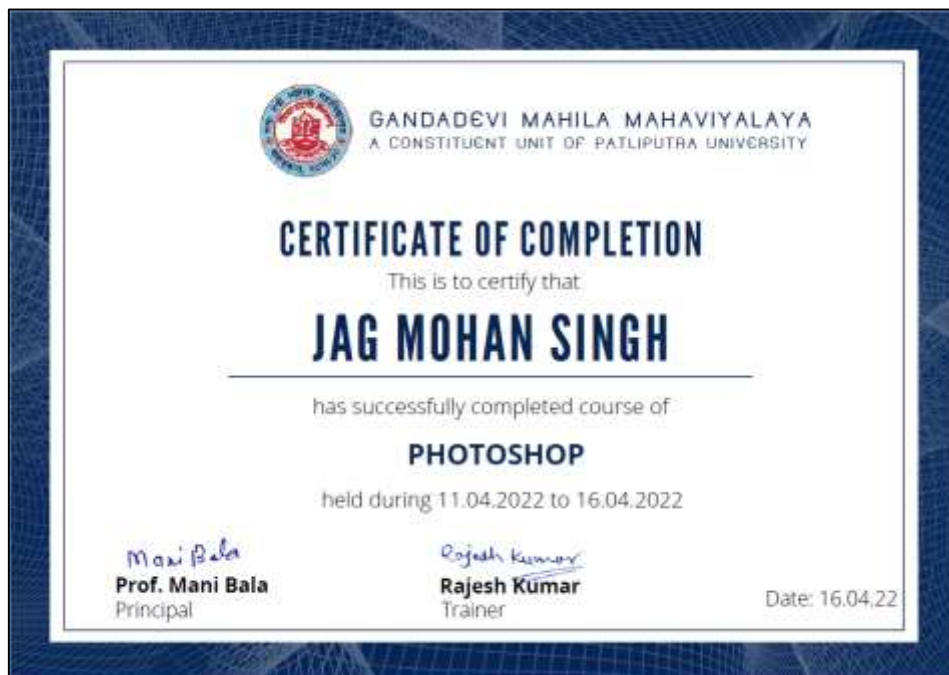 GANDADEVI MAHILA MAHAVIYALAYA
A CONSTITUENT UNIT OF PATLIPUTRA UNIVERSITY
CERTIFICATE OF COMPLETION
This is to certify that
JAG MOHAN SINGH
has successfully completed course of
PHOTOSHOP
held during 11.04.2022 to 16.04.2022
Mani Bala
Rajesh Kumar
Prof. Mani Bala
Rajesh Kumar
Principal
Trainer
Date: 16.04.22